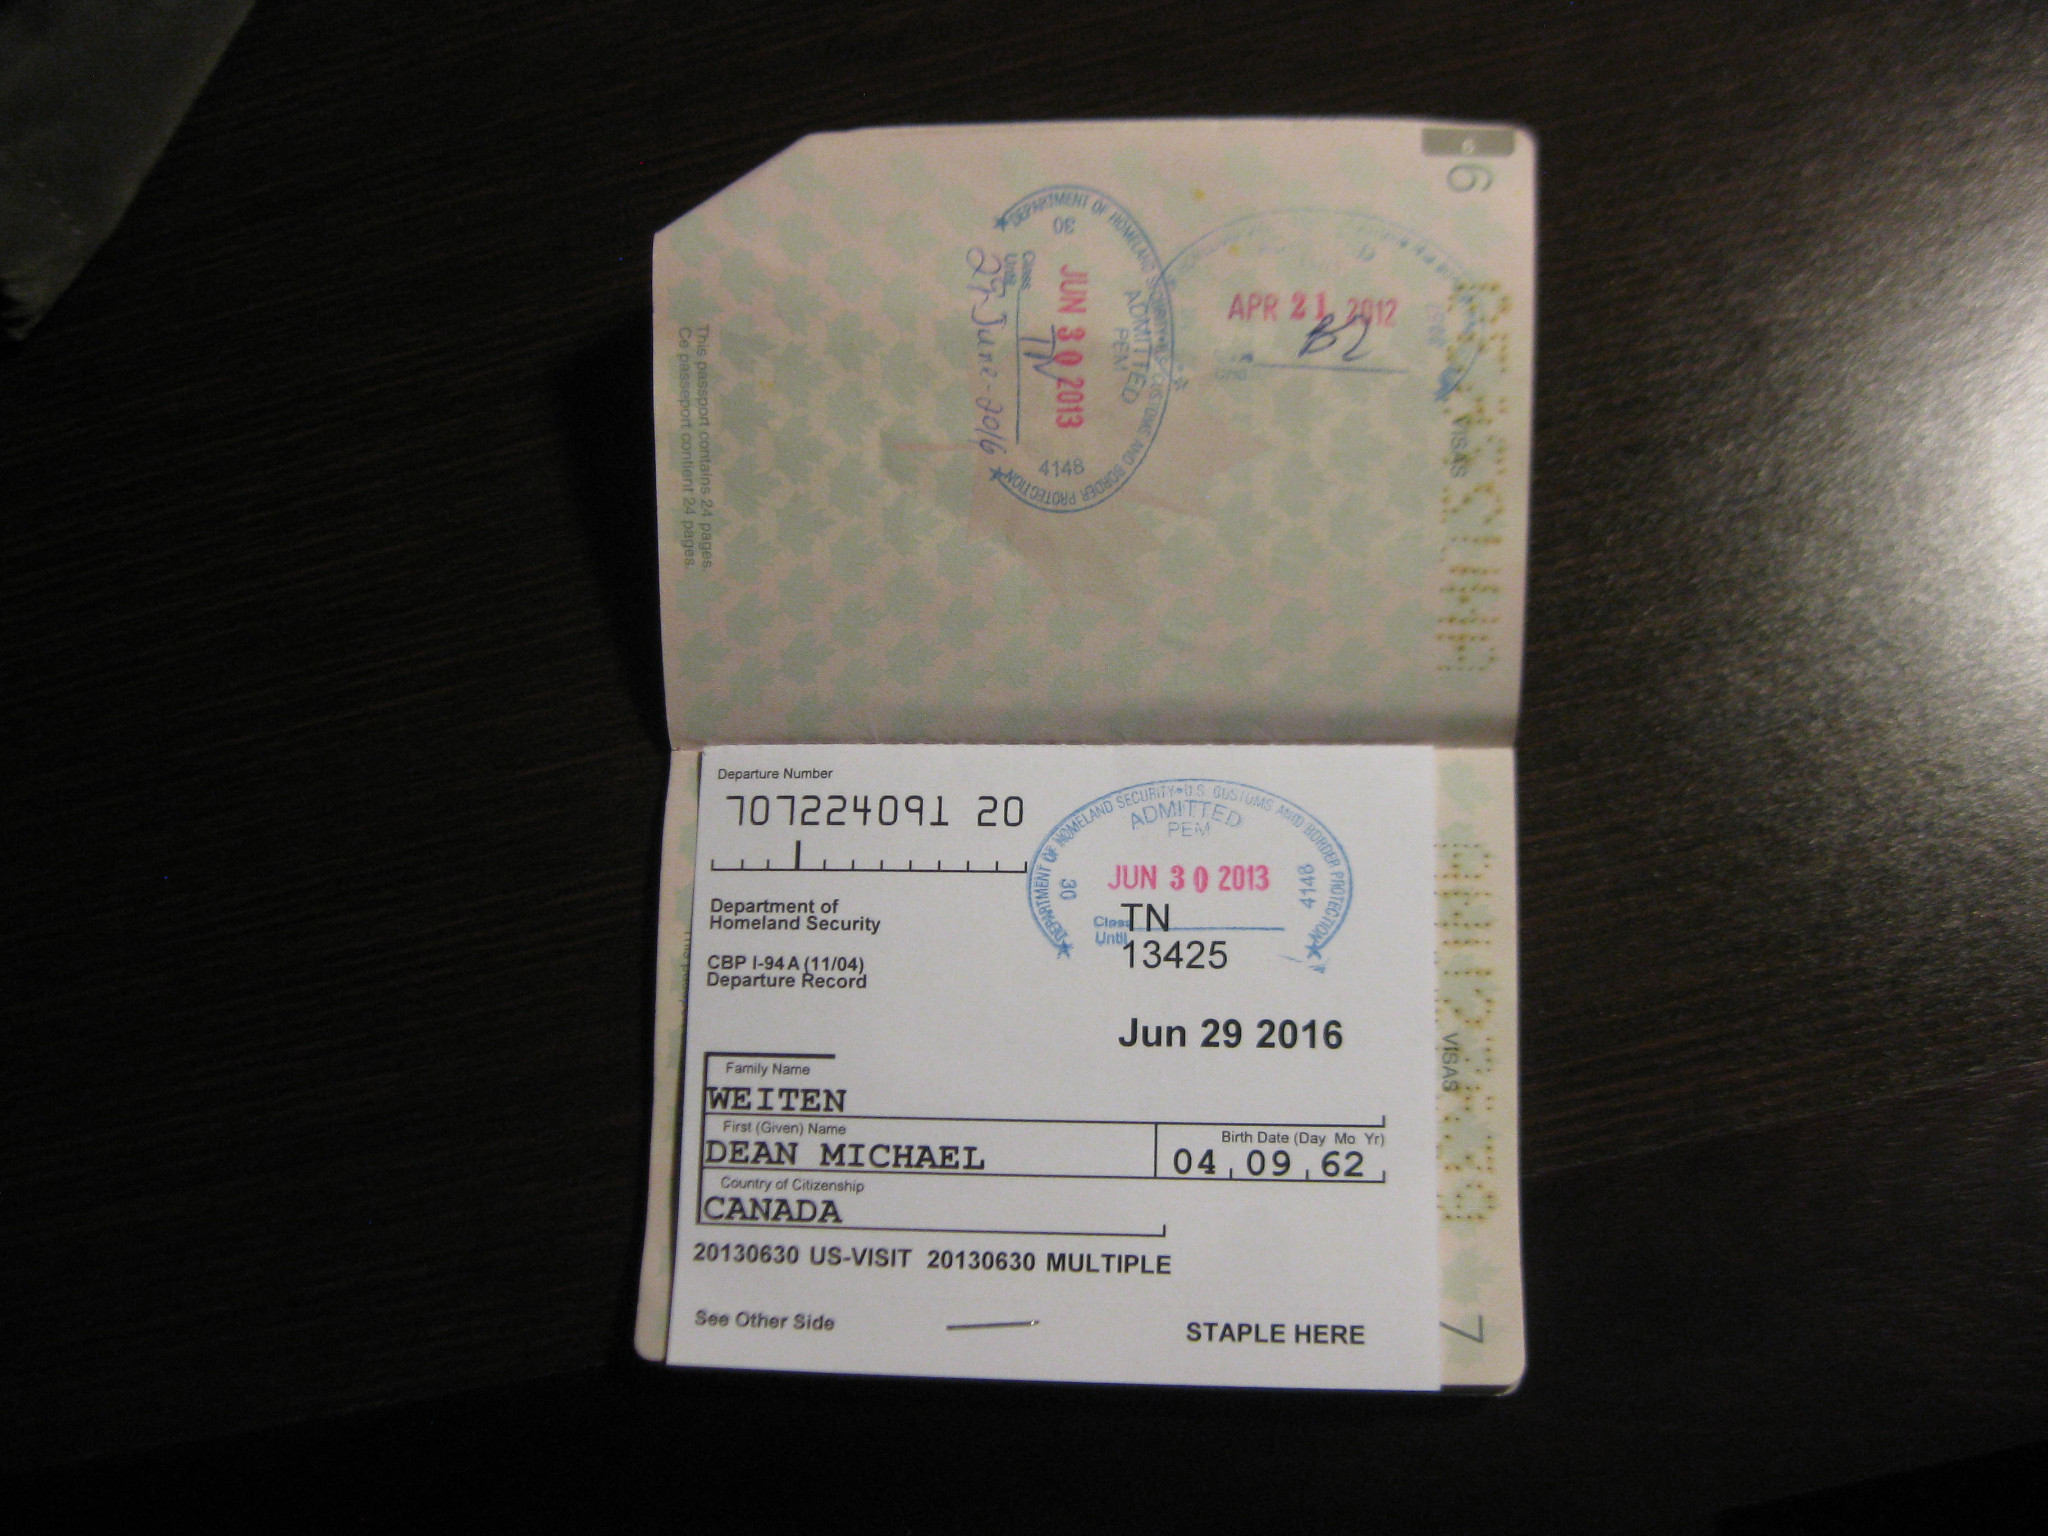 6
6
VISAS
APR 21 2012
DEPARTMENT OF HOMELAND SECURITY • U.S. CUSTOMS AND BORDER PROTECTION
ADMITTED
PEM
30
JUN 30 2013
4148
Class
TN
Until
29 June - 2016
This passport contains 24 pages.
Ce passeport contient 24 pages.
Departure Number
707224091 20
DEPARTMENT OF HOMELAND SECURITY • U.S. CUSTOMS AND BORDER PROTECTION
ADMITTED
PEM
30
JUN 30 2013
4148
Class TN
Until
13425
Department of
Homeland Security
CBP I-94A (11/04)
Departure Record
Jun 29 2016
Family Name
WEITEN
First (Given) Name
Birth Date (Day Mo Yr)
DEAN MICHAEL
04 09 62
Country of Citizenship
CANADA
20130630 US-VISIT 20130630 MULTIPLE
See Other Side
STAPLE HERE
VISAS
7